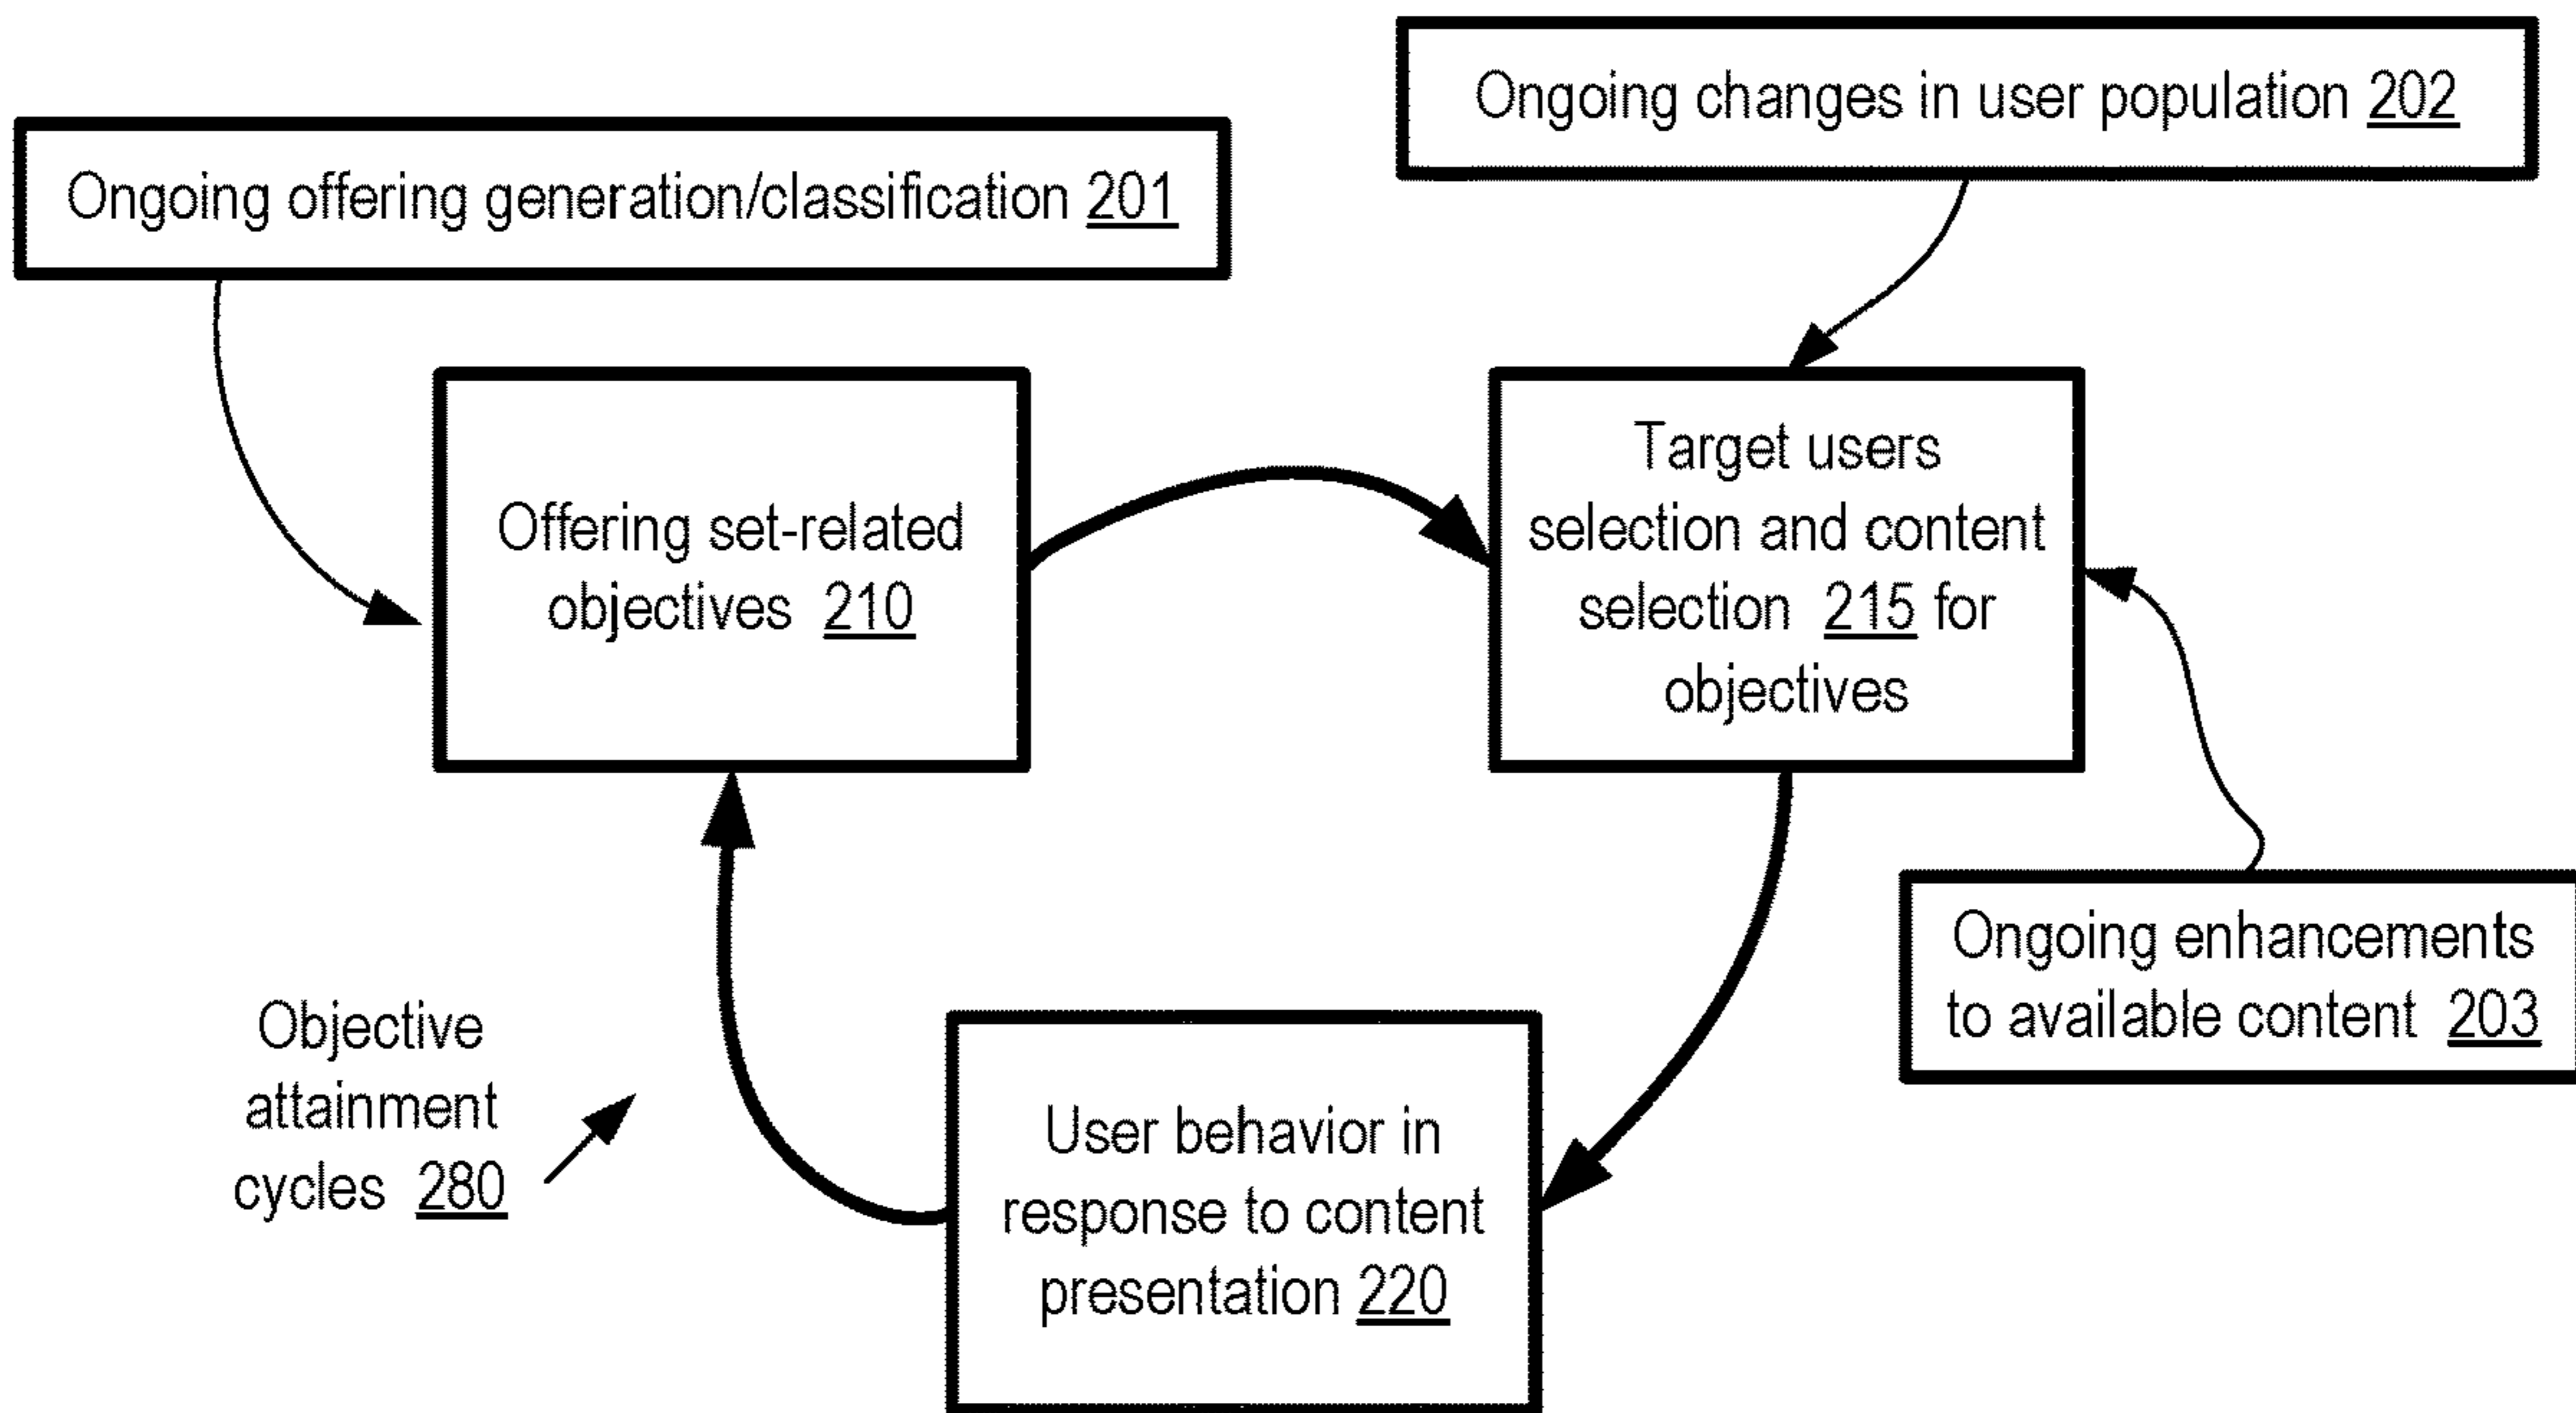 Ongoing changes in user population 202
Ongoing offering generation/classification 201
Offering set-related
objectives 210
Target users
selection and content
selection 215 for
objectives
Ongoing enhancements
to available content 203
Objective
attainment
cycles 280
User behavior in
response to content
presentation 220